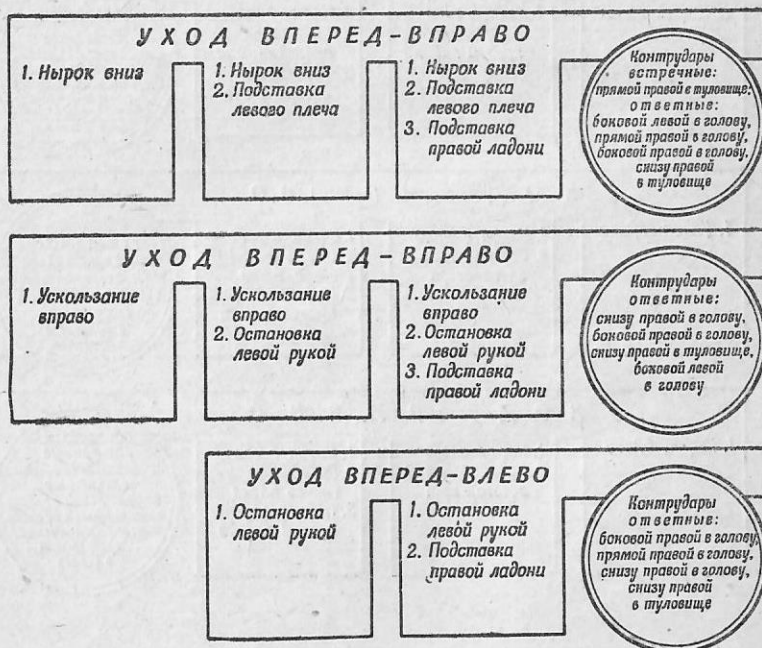 УХОД ВПЕРЕД-ВПРАВО
1. Нырок вниз
1. Нырок вниз
2. Подставка
левого плеча
1. Нырок вниз
2. Подставка
левого плеча
3. Подставка
правой ладони
Контрудары
встречные:
прямой правой в туловище;
ответные:
боковой левой в голову,
прямой правой в голову,
боковой правой в голову,
снизу правой
в туловище
УХОД ВПЕРЕД-ВПРАВО
1. Ускользание
вправо
1. Ускользание
вправо
2. Остановка
левой рукой
1. Ускользание
вправо
2. Остановка
левой рукой
3. Подставка
правой ладони
Контрудары
ответные:
снизу правой в голову,
боковой правой в голову,
снизу правой в туловище,
боковой левой
в голову
УХОД ВПЕРЕД-ВЛЕВО
1. Остановка
левой рукой
1. Остановка
левой рукой
2. Подставка
правой ладони
Контрудары
ответные:
боковой правой в голову,
прямой правой в голову,
снизу правой в голову,
снизу правой
в туловище